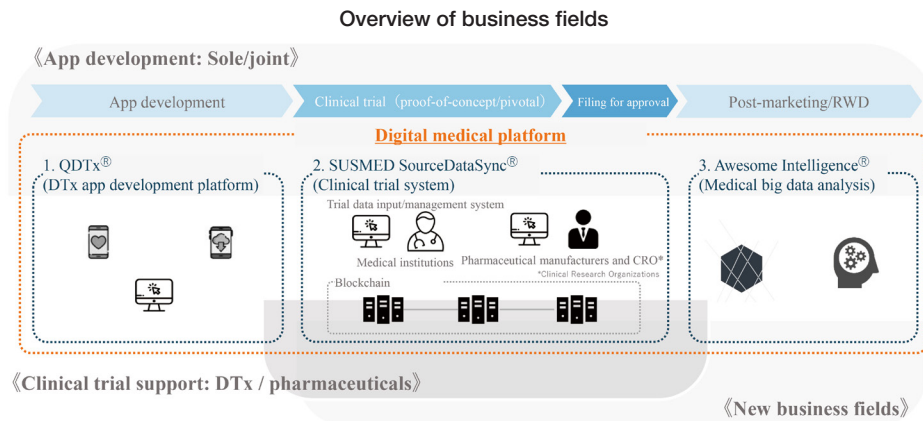 Overview of business fields
《App development: Sole/joint》
App development
Clinical trial（proof-of-concept/pivotal）
Filing for approval
Post-marketing/RWD
Digital medical platform
1. QDTx®
(DTx app development platform)
2. SUSMED SourceDataSync®
(Clinical trial system)
Trial data input/management system
Medical institutions
Pharmaceutical manufacturers and CRO*
*Clinical Research Organizations
Blockchain
3. Awesome Intelligence®
(Medical big data analysis)
《Clinical trial support: DTx / pharmaceuticals》
《New business fields》